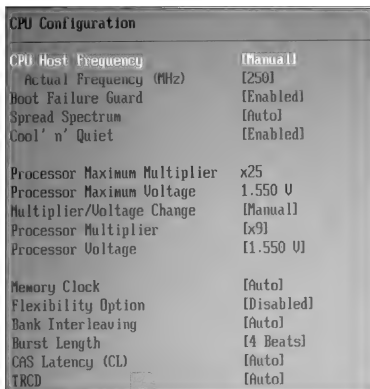 CPU Configuration
CPU Host Frequency [Manual]
Actual Frequency (MHz) [250]
Boot Failure Guard [Enabled]
Spread Spectrum [Auto]
Cool'n'Quiet [Enabled]
Processor Maximum Multiplier x25
Processor Maximum Voltage 1.550 V
Multiplier/Voltage Change [Manual]
Processor Multiplier [x9]
Processor Voltage [1.550 V]
Memory Clock [Auto]
Flexibility Option [Disabled]
Bank Interleaving [Auto]
Burst Length [4 Beats]
CAS Latency (CL) [Auto]
TRCD [Auto]